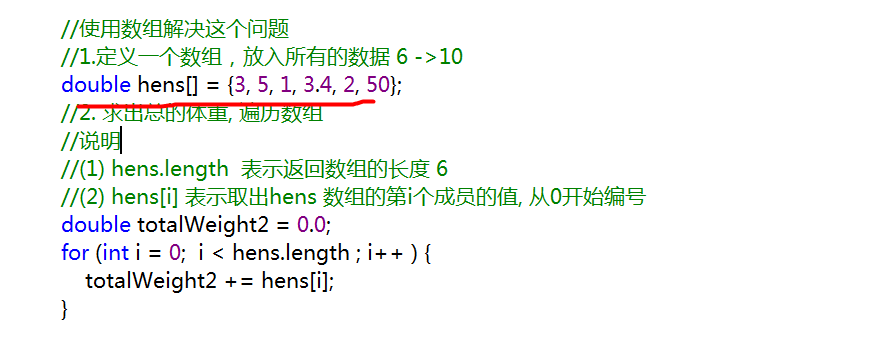 //使用数组解决这个问题
//1.定义一个数组，放入所有的数据 6 ->10
double hens[] = {3, 5, 1, 3.4, 2, 50};
//2. 求出总的体重, 遍历数组
//说明
//(1) hens.length  表示返回数组的长度 6
//(2) hens[i] 表示取出hens 数组的第i个成员的值, 从0开始编号
double totalWeight2 = 0.0;
for (int i = 0;  i < hens.length ; i++ ) {
    totalWeight2 += hens[i];
}